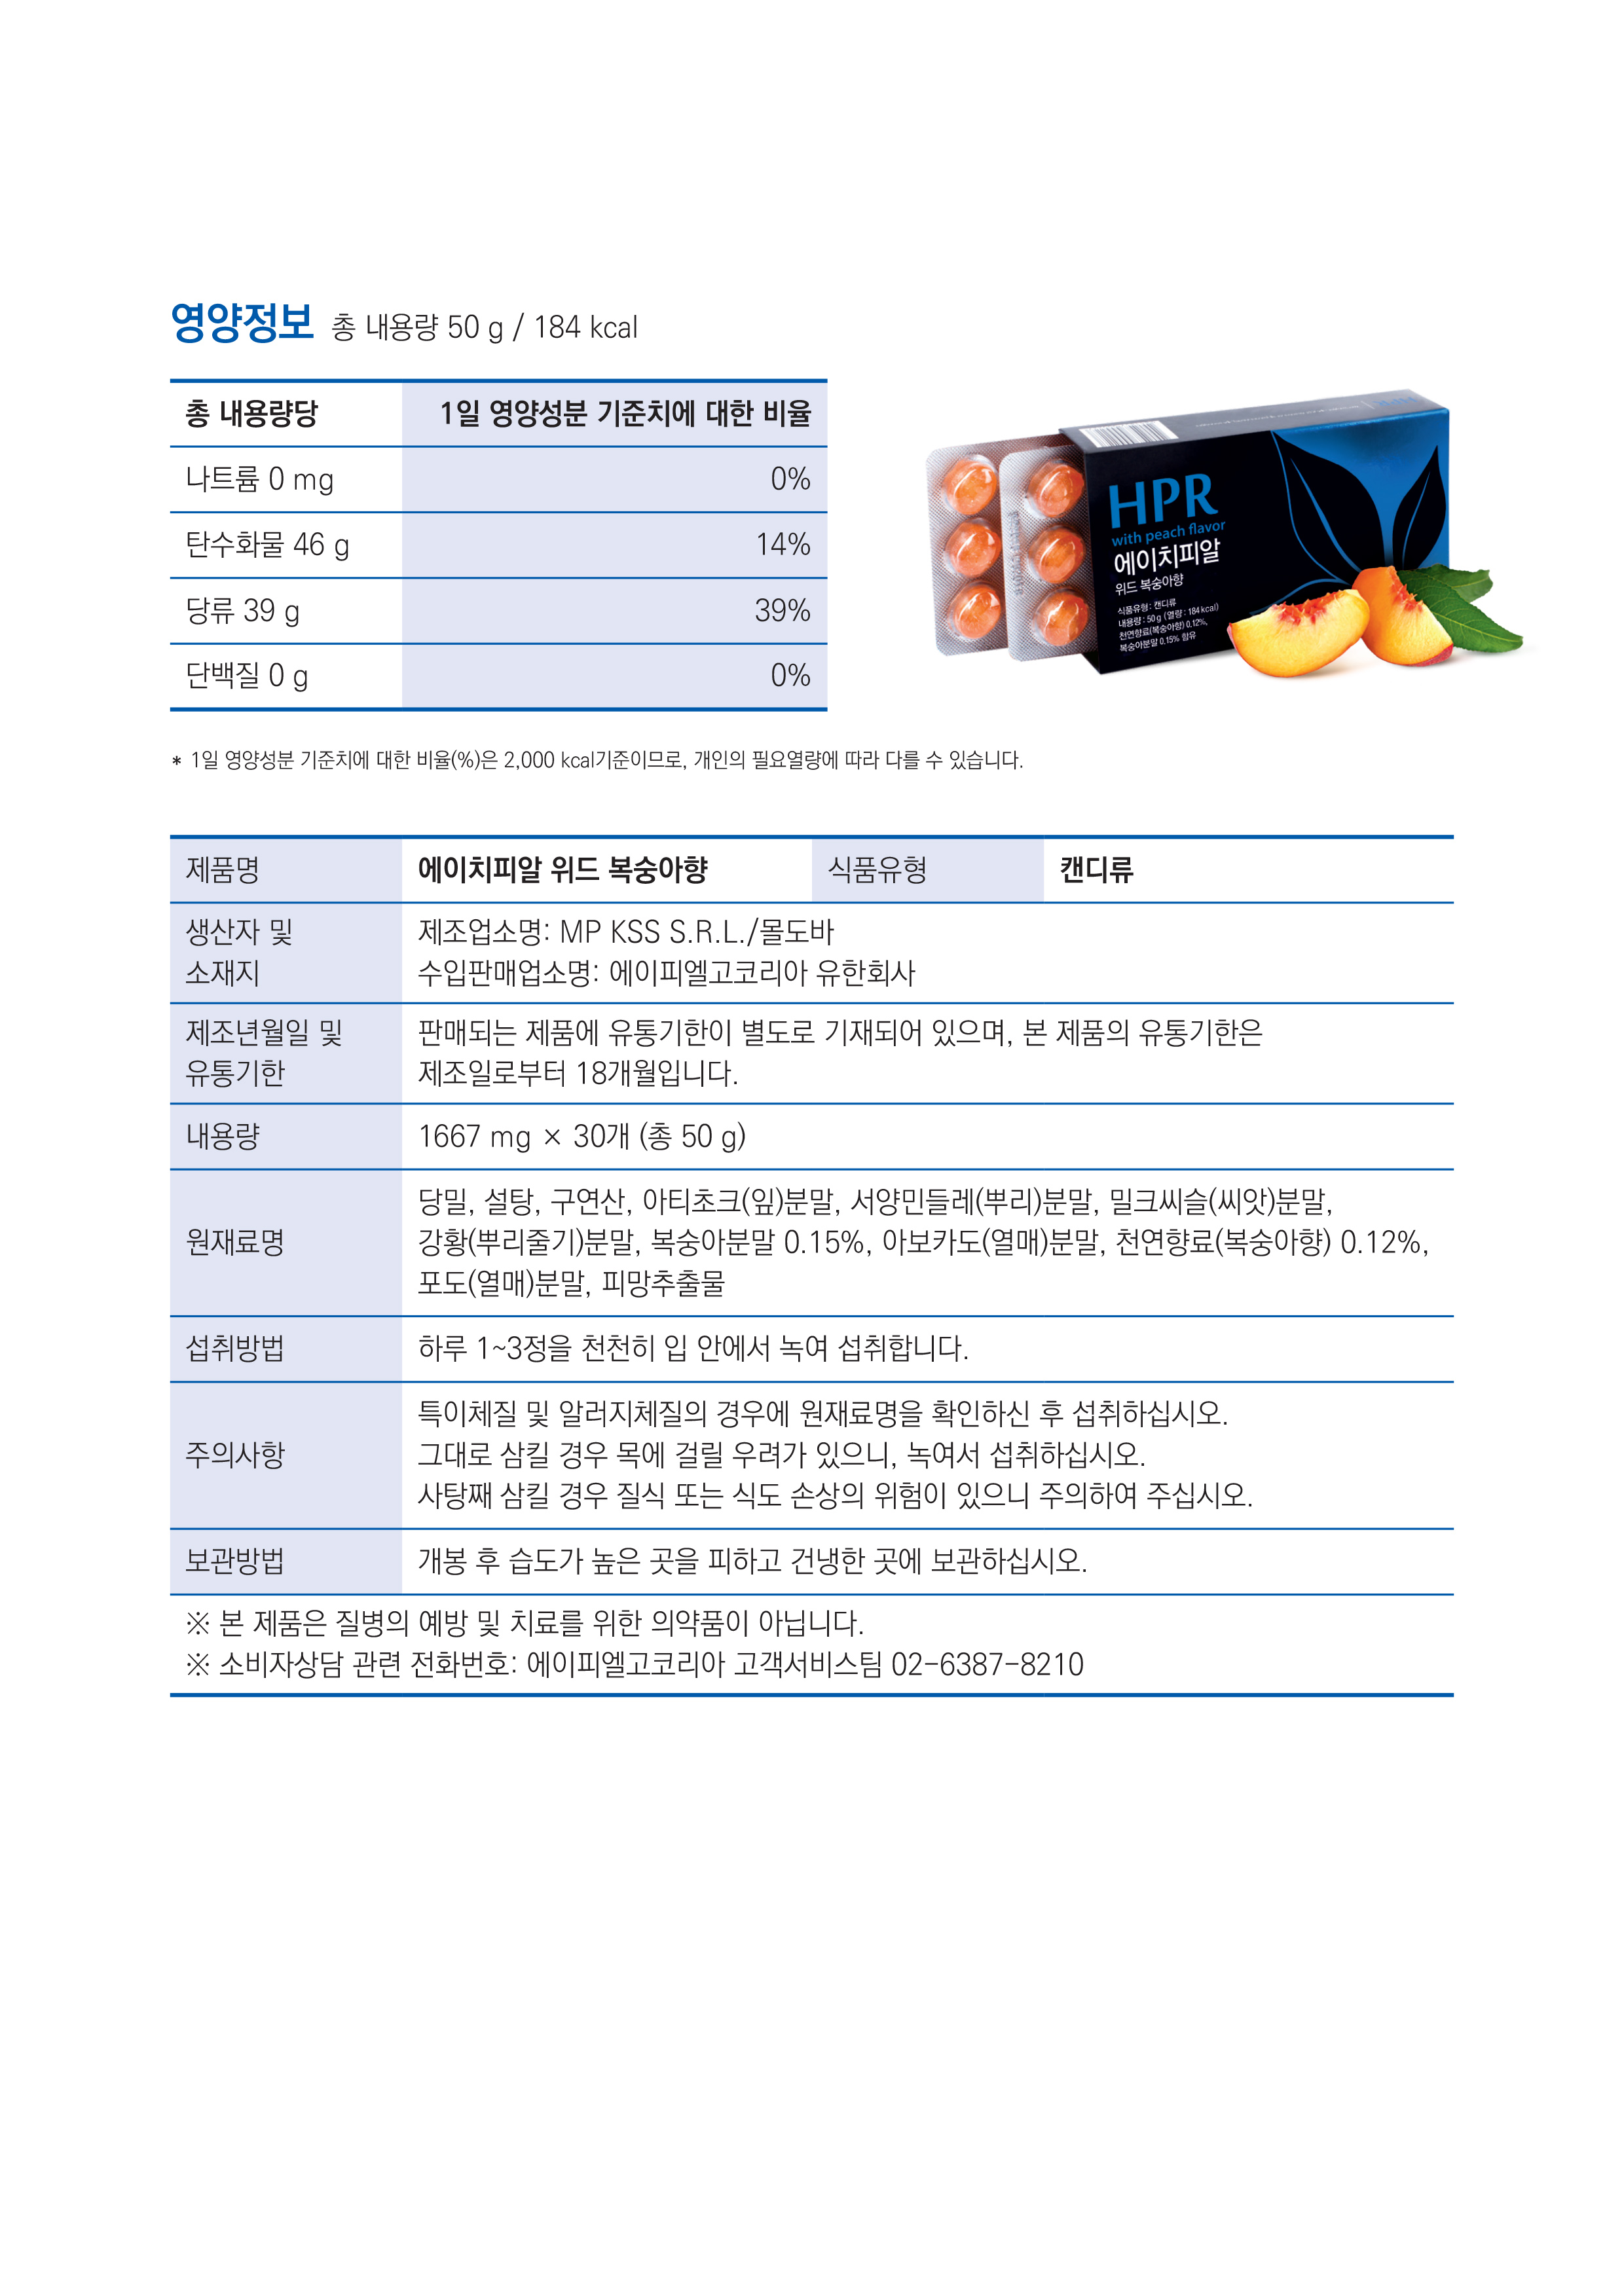 영양정보 총 내용량 50 g / 184 kcal
총 내용량당 1일 영양성분 기준치에 대한 비율
나트륨 0 mg 0%
탄수화물 46 g 14%
당류 39 g 39%
단백질 0 g 0%
HPR
with peach flavor
에이치피알
위드 복숭아향
식품유형 : 캔디류
내용량 : 50 g (열량 : 184 kcal)
천연향료(복숭아향) 0.12%,
복숭아분말 0.15% 함유
* 1일 영양성분 기준치에 대한 비율(%)은 2,000 kcal기준이므로, 개인의 필요열량에 따라 다를 수 있습니다.
제품명 에이치피알 위드 복숭아향 식품유형 캔디류
생산자 및
소재지
제조업소명: MP KSS S.R.L./몰도바
수입판매업소명: 에이피엘고코리아 유한회사
제조년월일 및
유통기한
판매되는 제품에 유통기한이 별도로 기재되어 있으며, 본 제품의 유통기한은
제조일로부터 18개월입니다.
내용량 1667 mg × 30개 (총 50 g)
원재료명
당밀, 설탕, 구연산, 아티초크(잎)분말, 서양민들레(뿌리)분말, 밀크씨슬(씨앗)분말,
강황(뿌리줄기)분말, 복숭아분말 0.15%, 아보카도(열매)분말, 천연향료(복숭아향) 0.12%,
포도(열매)분말, 피망추출물
섭취방법 하루 1~3정을 천천히 입 안에서 녹여 섭취합니다.
주의사항
특이체질 및 알러지체질의 경우에 원재료명을 확인하신 후 섭취하십시오.
그대로 삼킬 경우 목에 걸릴 우려가 있으니, 녹여서 섭취하십시오.
사탕째 삼킬 경우 질식 또는 식도 손상의 위험이 있으니 주의하여 주십시오.
보관방법 개봉 후 습도가 높은 곳을 피하고 건냉한 곳에 보관하십시오.
※ 본 제품은 질병의 예방 및 치료를 위한 의약품이 아닙니다.
※ 소비자상담 관련 전화번호: 에이피엘고코리아 고객서비스팀 02-6387-8210